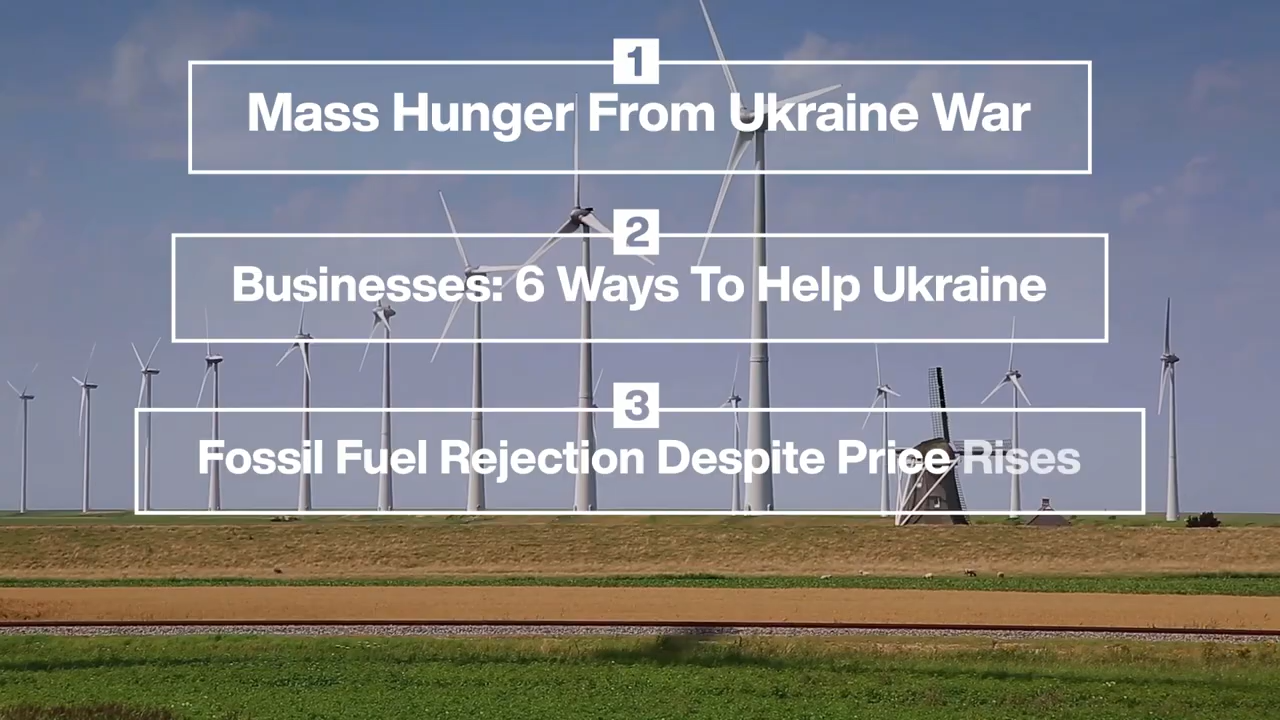 1
Mass Hunger From Ukraine War
2
Businesses: 6 Ways To Help Ukraine
3
Fossil Fuel Rejection Despite Price Rises